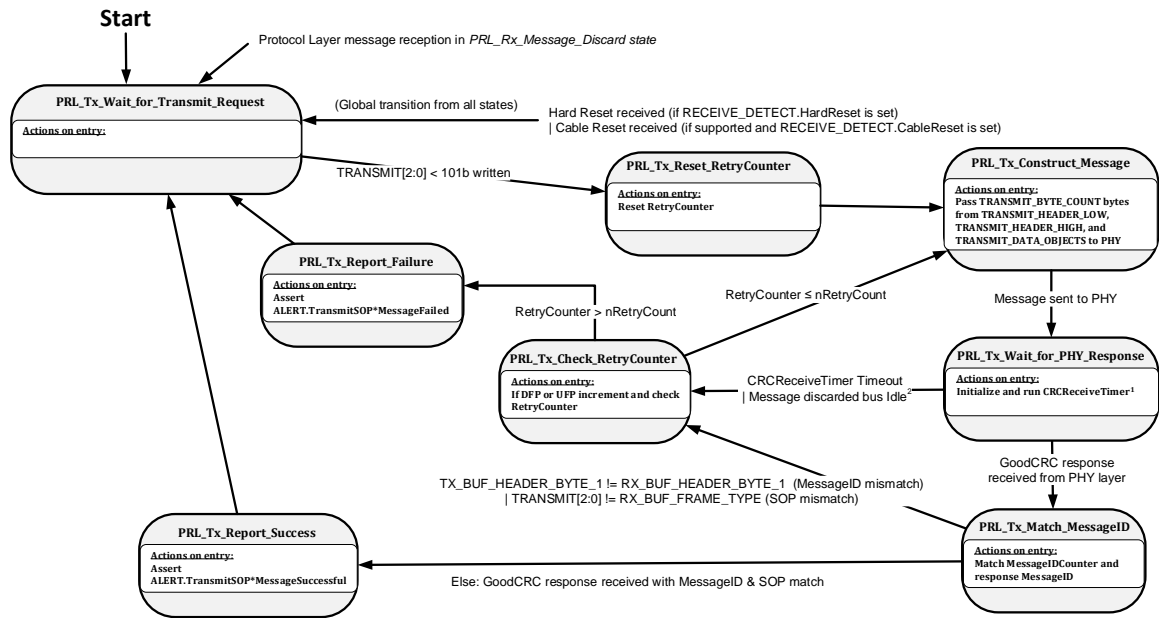 Start
Protocol Layer message reception in PRL_Rx_Message_Discard state
PRL_Tx_Wait_for_Transmit_Request
Actions on entry:
(Global transition from all states)
Hard Reset received (if RECEIVE_DETECT.HardReset is set)
| Cable Reset received (if supported and RECEIVE_DETECT.CableReset is set)
TRANSMIT[2:0] < 101b written
PRL_Tx_Reset_RetryCounter
Actions on entry:
Reset RetryCounter
PRL_Tx_Construct_Message
Actions on entry:
Pass TRANSMIT_BYTE_COUNT bytes
from TRANSMIT_HEADER_LOW,
TRANSMIT_HEADER_HIGH, and
TRANSMIT_DATA_OBJECTS to PHY
PRL_Tx_Report_Failure
Actions on entry:
Assert
ALERT.TransmitSOP*MessageFailed
RetryCounter > nRetryCount
RetryCounter ≤ nRetryCount
Message sent to PHY
PRL_Tx_Check_RetryCounter
Actions on entry:
If DFP or UFP increment and check
RetryCounter
CRCReceiveTimer Timeout
| Message discarded bus Idle²
PRL_Tx_Wait_for_PHY_Response
Actions on entry:
Initialize and run CRCReceiveTimer¹
GoodCRC response
received from PHY layer
TX_BUF_HEADER_BYTE_1 != RX_BUF_HEADER_BYTE_1 (MessageID mismatch)
| TRANSMIT[2:0] != RX_BUF_FRAME_TYPE (SOP mismatch)
PRL_Tx_Match_MessageID
Actions on entry:
Match MessageIDCounter and
response MessageID
PRL_Tx_Report_Success
Actions on entry:
Assert
ALERT.TransmitSOP*MessageSuccessful
Else: GoodCRC response received with MessageID & SOP match